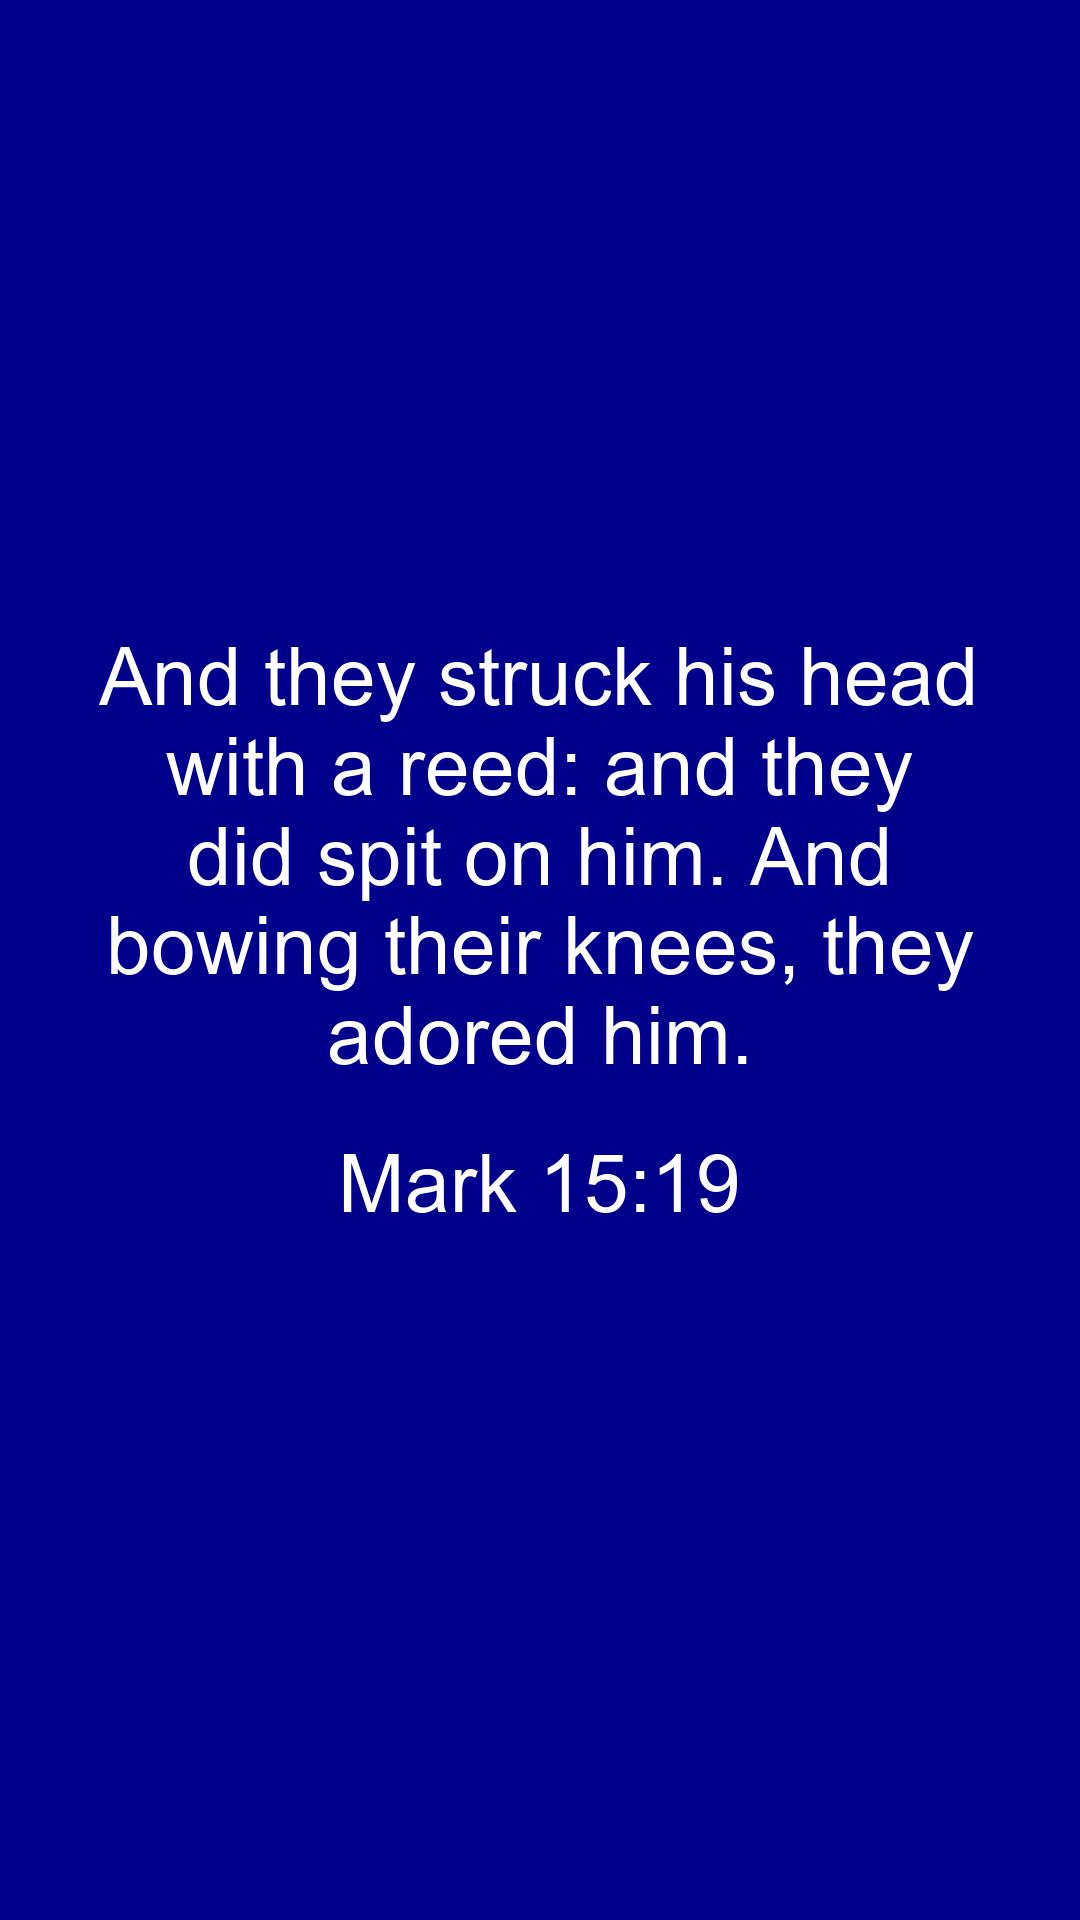 And they struck his head
with a reed: and they
did spit on him. And
bowing their knees, they
adored him.
Mark 15:19